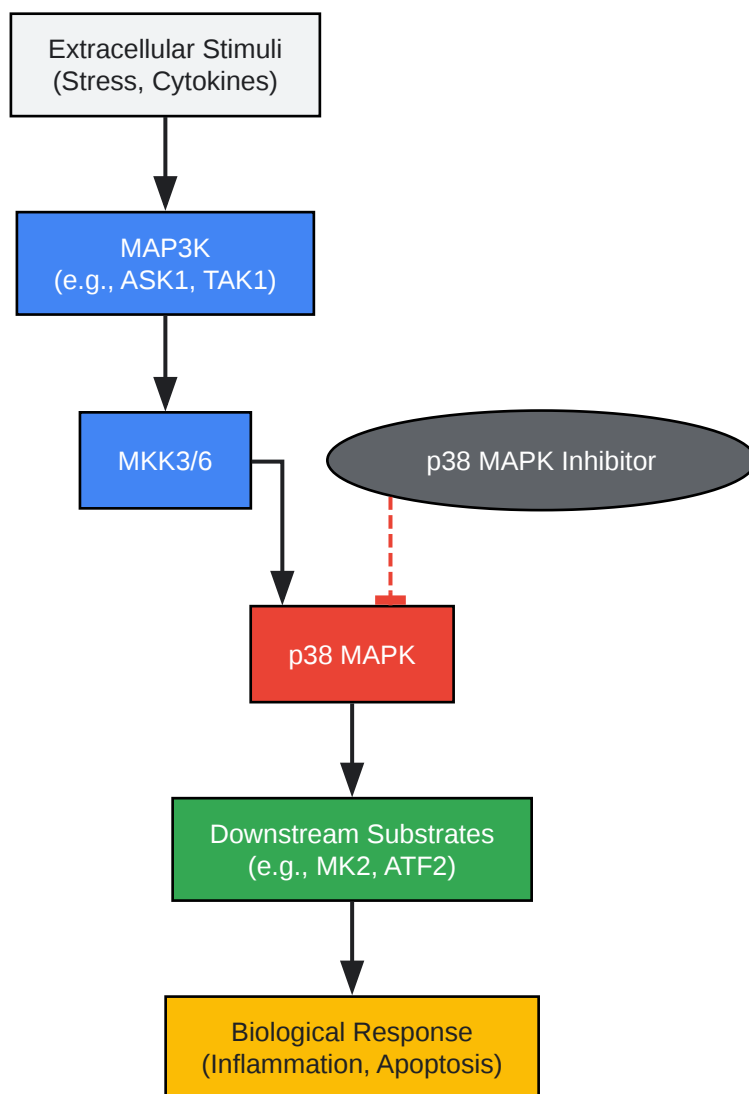 Extracellular Stimuli
(Stress, Cytokines)
MAP3K
(e.g., ASK1, TAK1)
MKK3/6
p38 MAPK Inhibitor
p38 MAPK
Downstream Substrates
(e.g., MK2, ATF2)
Biological Response
(Inflammation, Apoptosis)